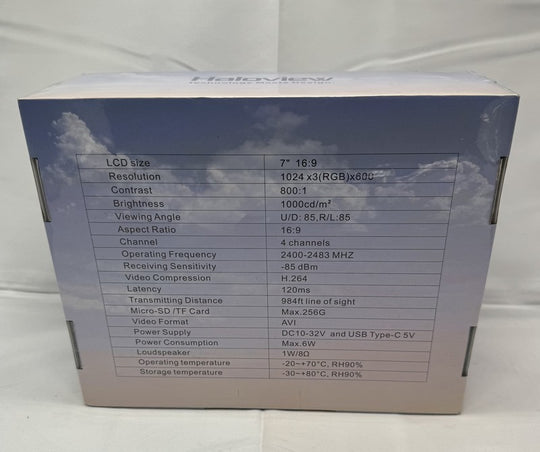 Haloview
Technology Meets Design
LCD size 7" 16:9
Resolution 1024 x3(RGB)x600
Contrast 800:1
Brightness 1000cd/m²
Viewing Angle U/D: 85,R/L:85
Aspect Ratio 16:9
Channel 4 channels
Operating Frequency 2400-2483 MHZ
Receiving Sensitivity -85 dBm
Video Compression H.264
Latency 120ms
Transmitting Distance 984ft line of sight
Micro-SD /TF Card Max.256G
Video Format AVI
Power Supply DC10-32V and USB Type-C 5V
Power Consumption Max.6W
Loudspeaker 1W/8Ω
Operating temperature -20~+70°C, RH90%
Storage temperature -30~+80°C, RH90%